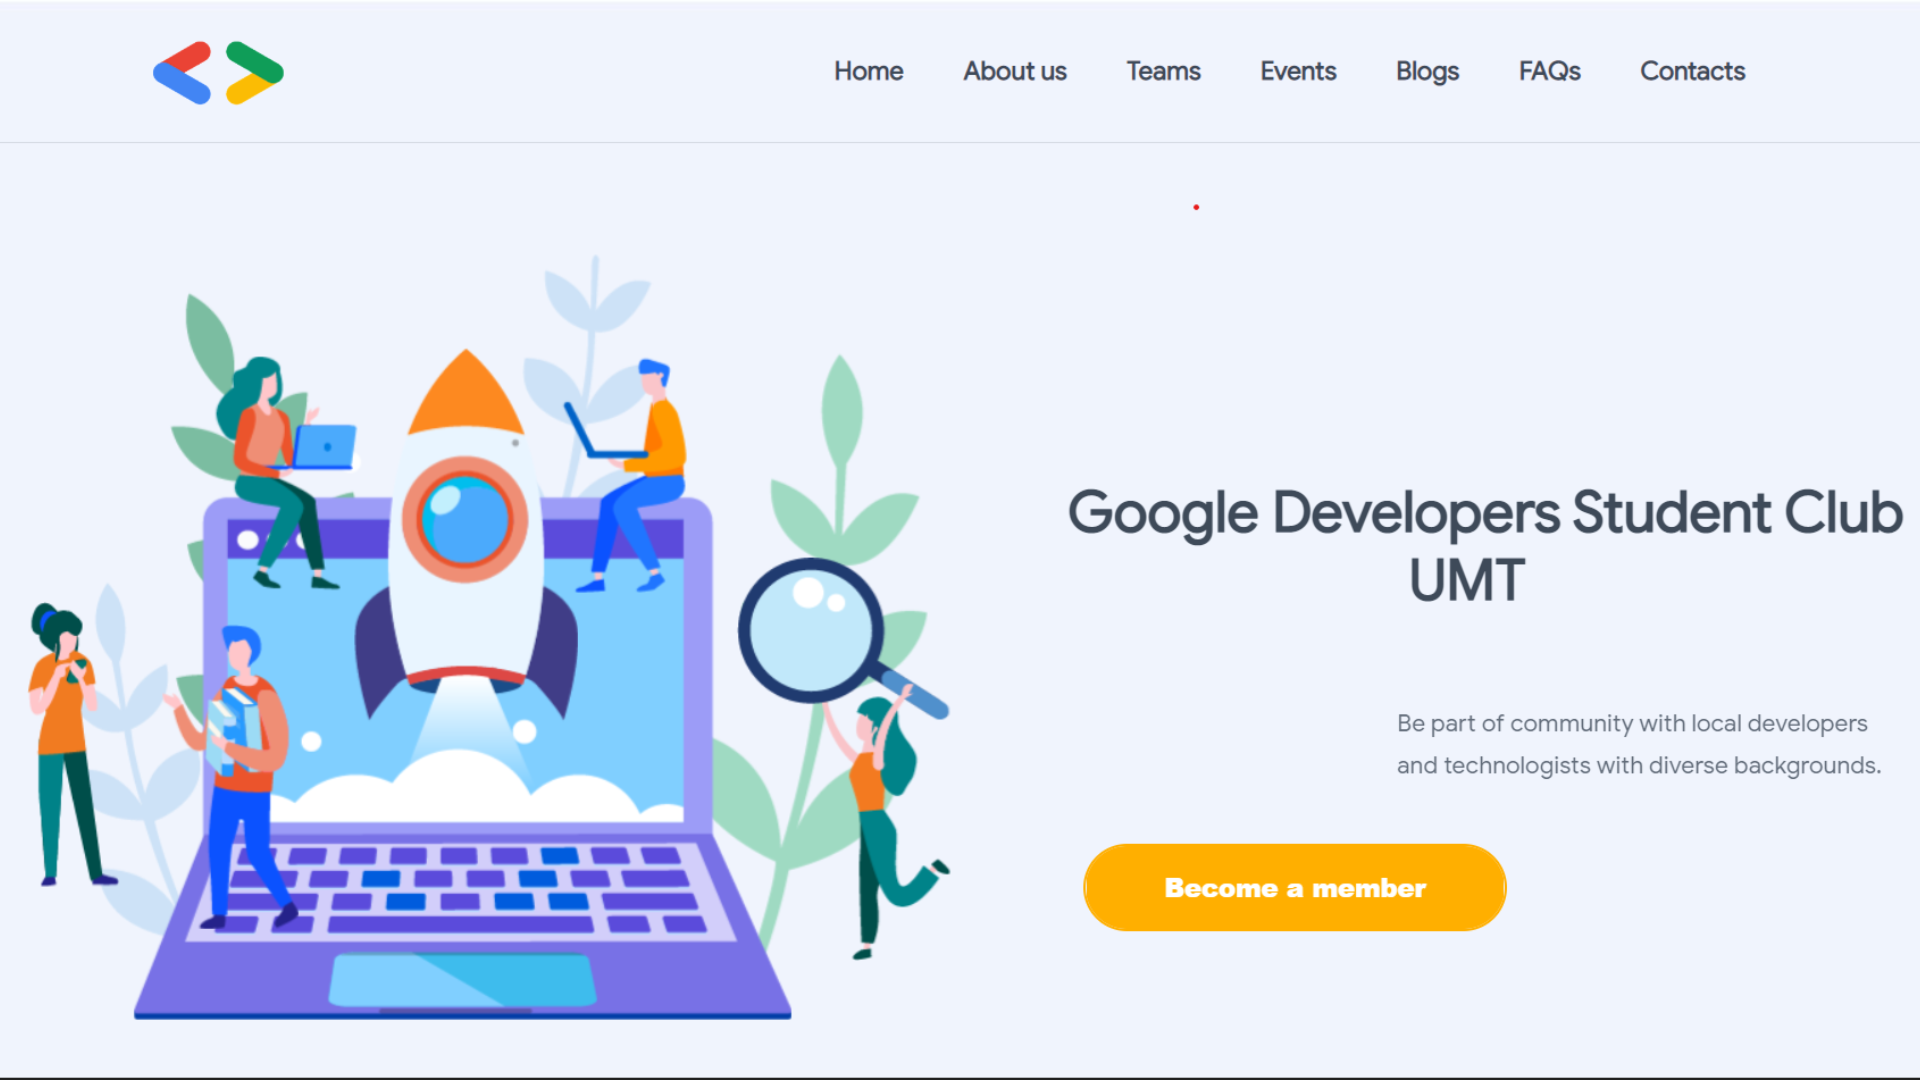 Home About us Teams Events Blogs FAQs Contacts
Google Developers Student Club
UMT
Be part of community with local developers
and technologists with diverse backgrounds.
Become a member